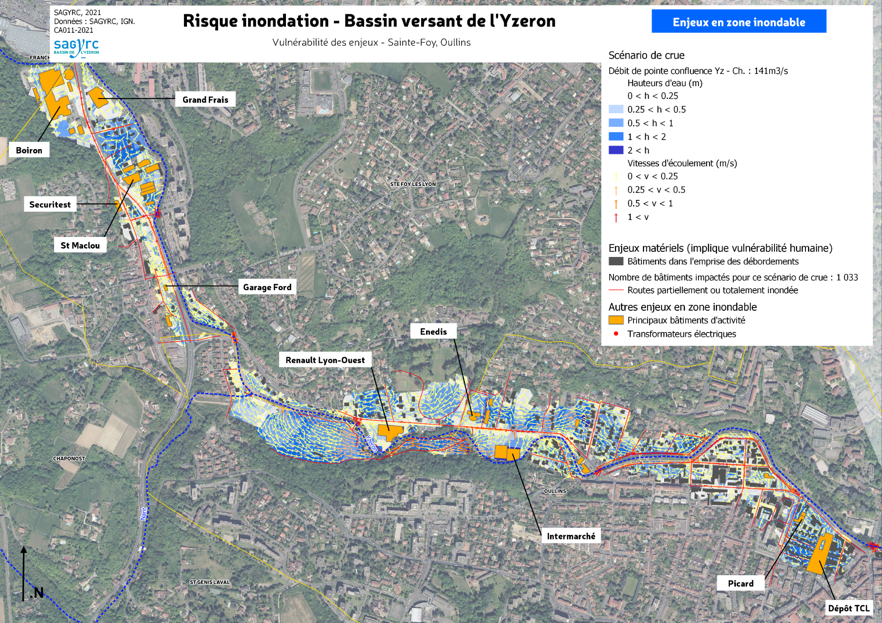 SAGYRC, 2021
Données : SAGYRC, IGN.
CA011-2021
sagyrc
BASSIN DE L'YZERON
Risque inondation - Bassin versant de l'Yzeron
Vulnérabilité des enjeux - Sainte-Foy, Oullins
Enjeux en zone inondable
Scénario de crue
Débit de pointe confluence Yz - Ch. : 141m3/s
Hauteurs d'eau (m)
0 < h < 0.25
0.25 < h < 0.5
0.5 < h < 1
1 < h < 2
2 < h
Vitesses d'écoulement (m/s)
0 < v < 0.25
0.25 < v < 0.5
0.5 < v < 1
1 < v
Enjeux matériels (implique vulnérabilité humaine)
Bâtiments dans l'emprise des débordements
Nombre de bâtiments impactés pour ce scénario de crue : 1 033
Routes partiellement ou totalement inondée
Autres enjeux en zone inondable
Principaux bâtiments d'activité
Transformateurs électriques
FRANCH
Grand Frais
Boiron
STE FOY LES LYON
Securitest
St Maclou
Garage Ford
Enedis
Renault Lyon-Ouest
CHAPONOST
OULLINS
Intermarché
ST GENIS LAVAL
Picard
Dépôt TCL
.N